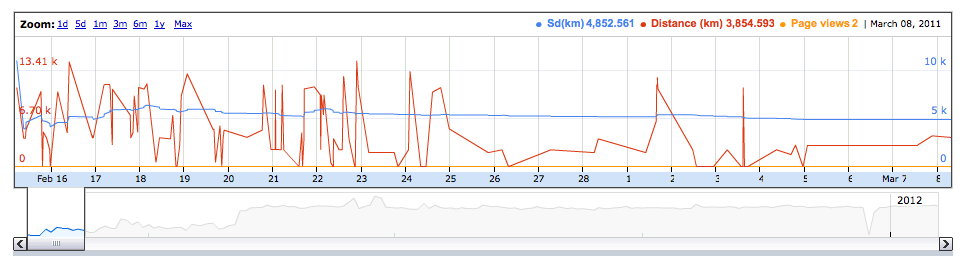 Zoom: 1d 5d 1m 3m 6m 1y Max
Sd(km) 4,852.561 Distance (km) 3,854.593 Page views 2 | March 08, 2011
13.41 k 10 k
6.70 k 5 k
0 0
Feb 16 17 18 19 20 21 22 23 24 25 26 27 28 1 2 3 4 5 6 Mar 7 8
2012